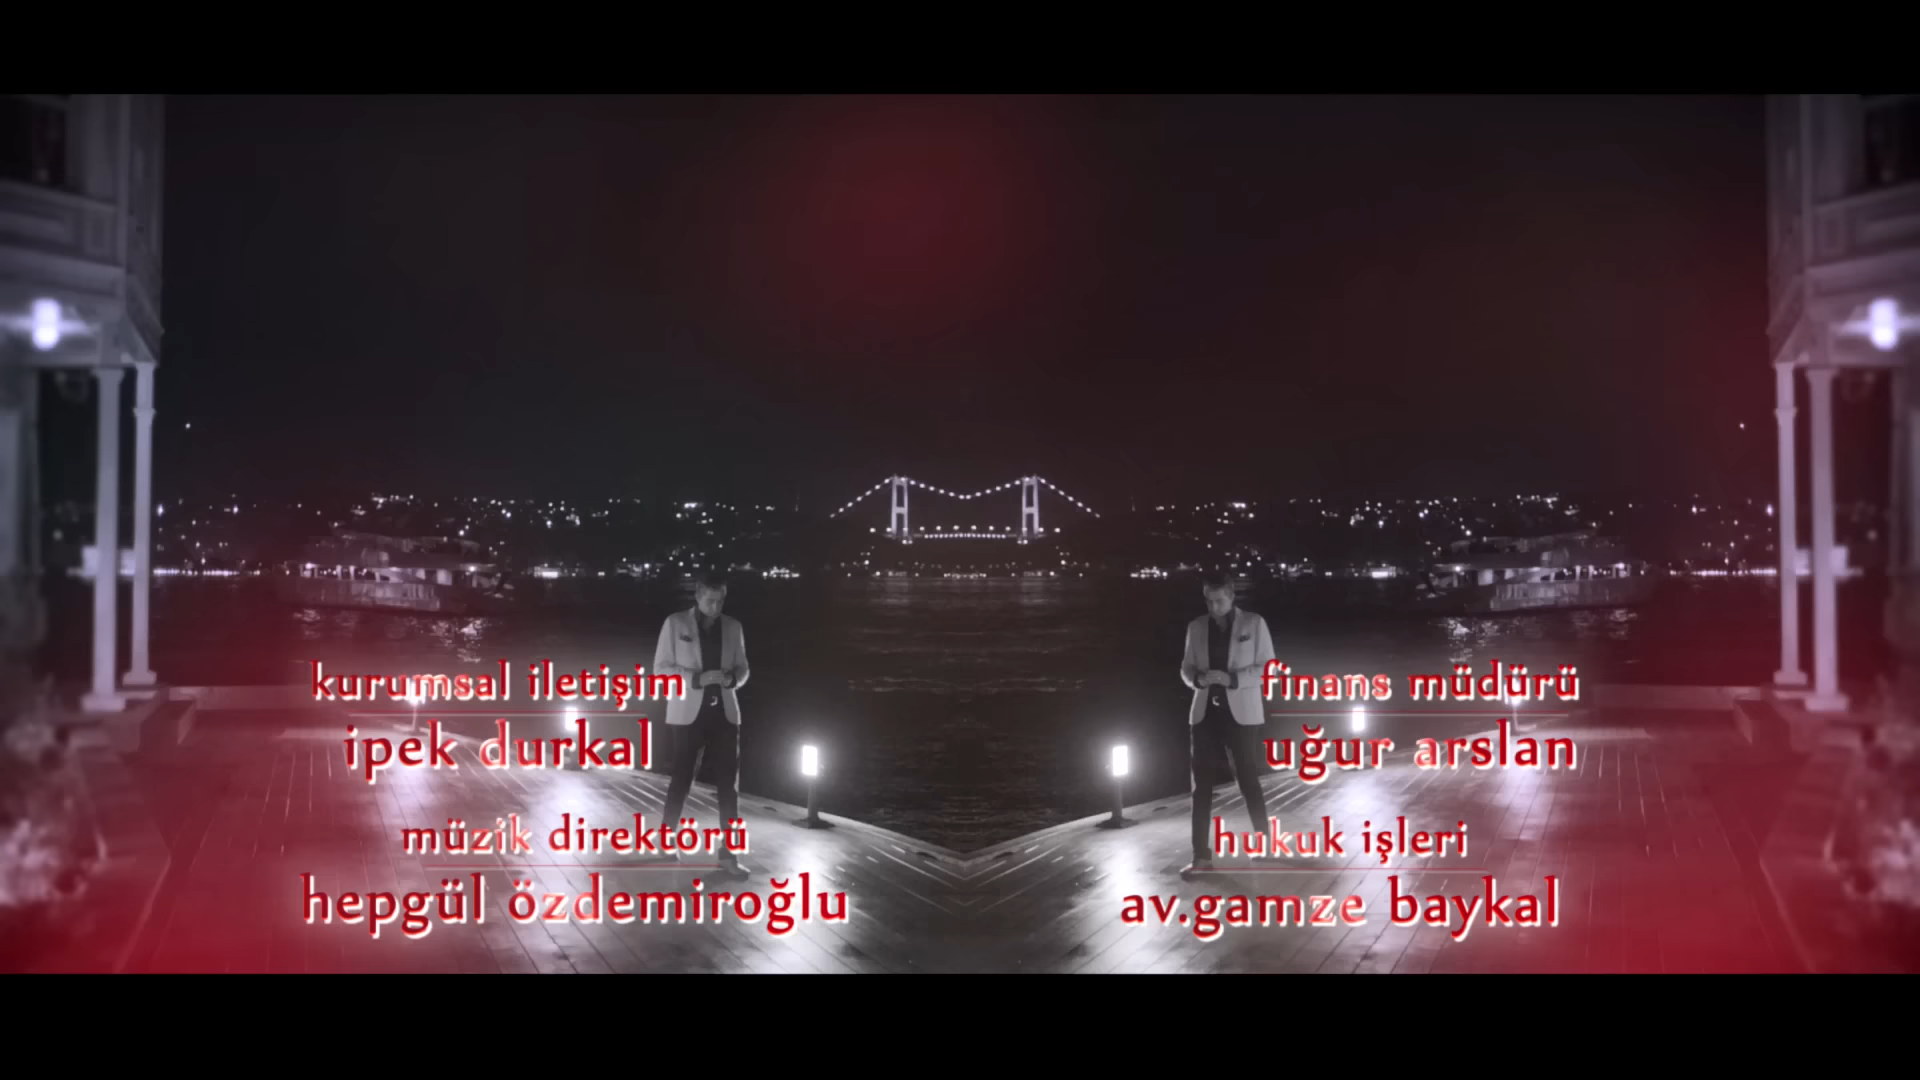 kurumsal iletişim
ipek durkal
müzik direktörü
hepgül özdemiroğlu
finans müdürü
uğur arslan
hukuk işleri
av.gamze baykal